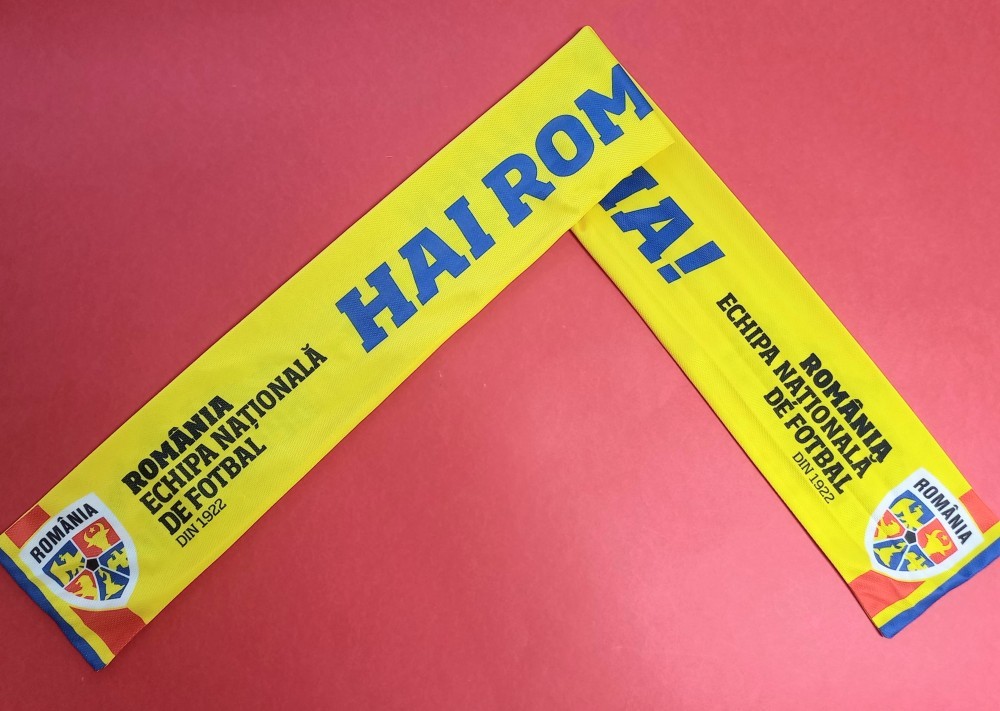 HAI ROM
IA!
ROMÂNIA
ECHIPA NAȚIONALĂ
DE FOTBAL
DIN 1922
ROMÂNIA
ROMÂNIA
ECHIPA NAȚIONALĂ
DE FOTBAL
DIN 1922
ROMÂNIA